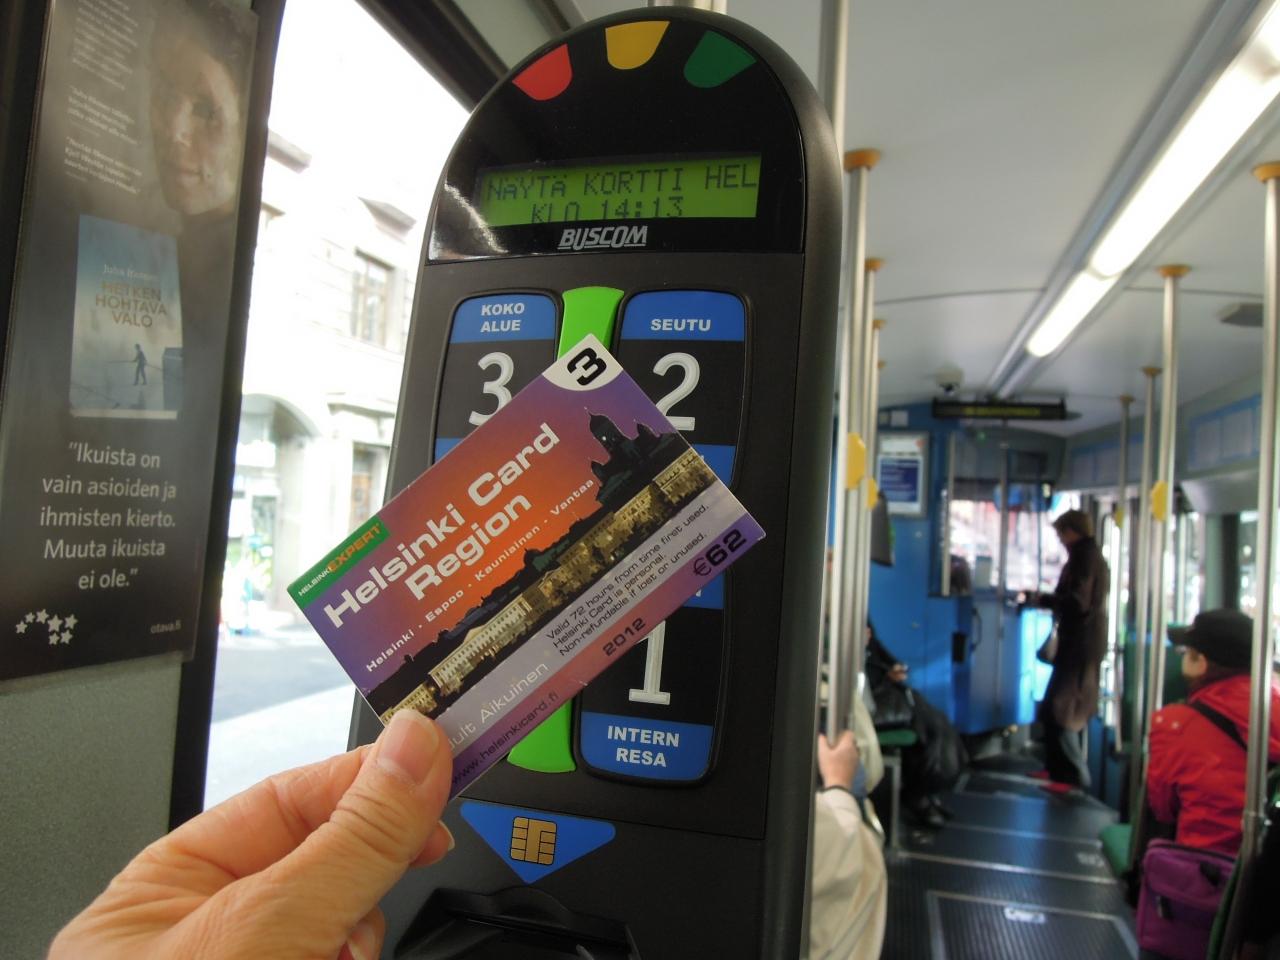 "Ikuista on
vain asioiden ja
ihmisten kierto.
Muuta ikuista
ei ole."
otava.fi
HETKEN
HOHTAVA
VALO
NÄYTÄ KORTTI HEL
KLO 14:13
BUSCOM
KOKO
ALUE
3
SEUTU
2
1
INTERN
RESA
3
HELSINKI EXPERT
Helsinki Card
Region
Helsinki · Espoo · Kauniainen · Vantaa
Valid 72 hours from time first used.
Helsinki Card is personal.
Non-refundable if lost or unused.
€62
2012
ult Aikuinen
www.helsinkicard.fi